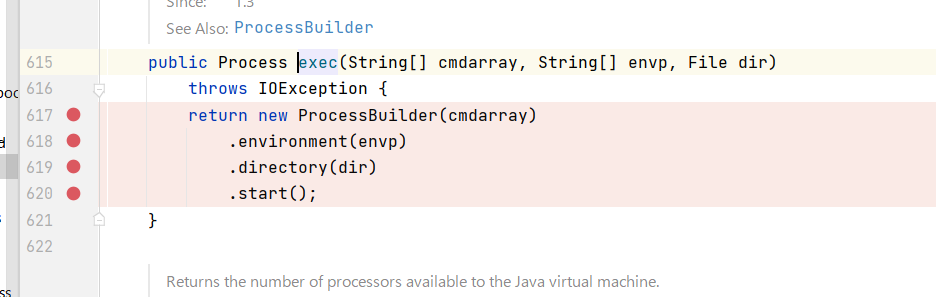 Since: 1.3
See Also: ProcessBuilder
615 public Process exec(String[] cmdarray, String[] envp, File dir)
616 throws IOException {
617 return new ProcessBuilder(cmdarray)
618 .environment(envp)
619 .directory(dir)
620 .start();
621 }
622
Returns the number of processors available to the Java virtual machine.